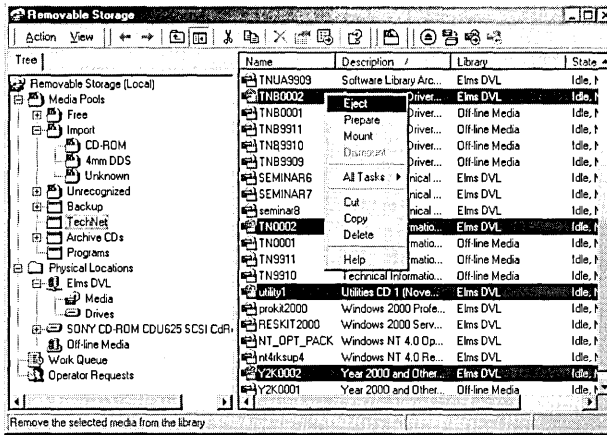 Removable Storage
Action View
Tree
Name Description / Library State
Removable Storage (Local)
Media Pools
Free
Import
CD-ROM
4mm DDS
Unknown
Unrecognized
Backup
TechNet
Archive CDs
Programs
Physical Locations
Elms DVL
Media
Drives
SONY CD-ROM CDU625 SCSI CdR
Off-line Media
Work Queue
Operator Requests
TNUA9909 Software Library Arc... Elms DVL Idle,
TNB0002 Driver... Elms DVL Idle,
TNB0001 Driver... Off-line Media Idle,
TNB9911 Driver... Off-line Media Idle,
TNB9910 Driver... Off-line Media Idle,
TNB9909 Driver... Off-line Media Idle,
SEMINAR6 nical ... Elms DVL Idle,
SEMINAR7 nical ... Elms DVL Idle,
seminar8 nical ... Elms DVL Idle,
TN0002 matio... Elms DVL Idle,
TN0001 matio... Off-line Media Idle,
TN9911 matio... Off-line Media Idle,
TN9910 Technical Informatio... Off-line Media Idle,
utility1 Utilities CD 1 (Nove... Elms DVL Idle,
prokit2000 Windows 2000 Profe... Elms DVL Idle,
RESKIT2000 Windows 2000 Serv... Elms DVL Idle,
NT_OPT_PACK Windows NT 4.0 Op... Elms DVL Idle,
nt4rksup4 Windows NT 4.0 Re... Elms DVL Idle,
Y2K0002 Year 2000 and Other... Elms DVL Idle,
Y2K0001 Year 2000 and Other... Off-line Media Idle,
Eject
Prepare
Mount
Dismount
All Tasks
Cut
Copy
Delete
Help
Remove the selected media from the library